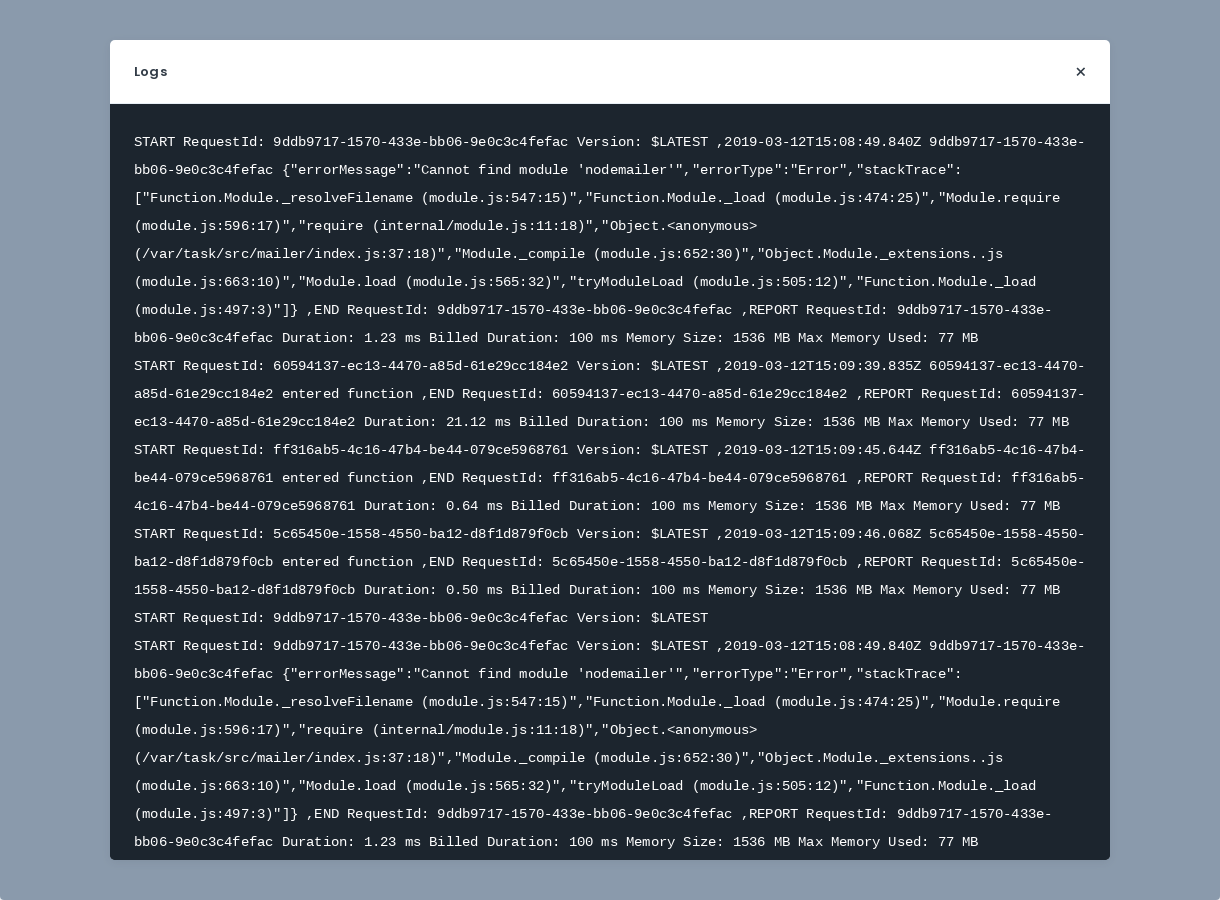 Logs
×
START RequestId: 9ddb9717-1570-433e-bb06-9e0c3c4fefac Version: $LATEST ,2019-03-12T15:08:49.840Z 9ddb9717-1570-433e-
bb06-9e0c3c4fefac {"errorMessage":"Cannot find module 'nodemailer'","errorType":"Error","stackTrace":
["Function.Module._resolveFilename (module.js:547:15)","Function.Module._load (module.js:474:25)","Module.require
(module.js:596:17)","require (internal/module.js:11:18)","Object.<anonymous>
(/var/task/src/mailer/index.js:37:18)","Module._compile (module.js:652:30)","Object.Module._extensions..js
(module.js:663:10)","Module.load (module.js:565:32)","tryModuleLoad (module.js:505:12)","Function.Module._load
(module.js:497:3)"]} ,END RequestId: 9ddb9717-1570-433e-bb06-9e0c3c4fefac ,REPORT RequestId: 9ddb9717-1570-433e-
bb06-9e0c3c4fefac Duration: 1.23 ms Billed Duration: 100 ms Memory Size: 1536 MB Max Memory Used: 77 MB
START RequestId: 60594137-ec13-4470-a85d-61e29cc184e2 Version: $LATEST ,2019-03-12T15:09:39.835Z 60594137-ec13-4470-
a85d-61e29cc184e2 entered function ,END RequestId: 60594137-ec13-4470-a85d-61e29cc184e2 ,REPORT RequestId: 60594137-
ec13-4470-a85d-61e29cc184e2 Duration: 21.12 ms Billed Duration: 100 ms Memory Size: 1536 MB Max Memory Used: 77 MB
START RequestId: ff316ab5-4c16-47b4-be44-079ce5968761 Version: $LATEST ,2019-03-12T15:09:45.644Z ff316ab5-4c16-47b4-
be44-079ce5968761 entered function ,END RequestId: ff316ab5-4c16-47b4-be44-079ce5968761 ,REPORT RequestId: ff316ab5-
4c16-47b4-be44-079ce5968761 Duration: 0.64 ms Billed Duration: 100 ms Memory Size: 1536 MB Max Memory Used: 77 MB
START RequestId: 5c65450e-1558-4550-ba12-d8f1d879f0cb Version: $LATEST ,2019-03-12T15:09:46.068Z 5c65450e-1558-4550-
ba12-d8f1d879f0cb entered function ,END RequestId: 5c65450e-1558-4550-ba12-d8f1d879f0cb ,REPORT RequestId: 5c65450e-
1558-4550-ba12-d8f1d879f0cb Duration: 0.50 ms Billed Duration: 100 ms Memory Size: 1536 MB Max Memory Used: 77 MB
START RequestId: 9ddb9717-1570-433e-bb06-9e0c3c4fefac Version: $LATEST
START RequestId: 9ddb9717-1570-433e-bb06-9e0c3c4fefac Version: $LATEST ,2019-03-12T15:08:49.840Z 9ddb9717-1570-433e-
bb06-9e0c3c4fefac {"errorMessage":"Cannot find module 'nodemailer'","errorType":"Error","stackTrace":
["Function.Module._resolveFilename (module.js:547:15)","Function.Module._load (module.js:474:25)","Module.require
(module.js:596:17)","require (internal/module.js:11:18)","Object.<anonymous>
(/var/task/src/mailer/index.js:37:18)","Module._compile (module.js:652:30)","Object.Module._extensions..js
(module.js:663:10)","Module.load (module.js:565:32)","tryModuleLoad (module.js:505:12)","Function.Module._load
(module.js:497:3)"]} ,END RequestId: 9ddb9717-1570-433e-bb06-9e0c3c4fefac ,REPORT RequestId: 9ddb9717-1570-433e-
bb06-9e0c3c4fefac Duration: 1.23 ms Billed Duration: 100 ms Memory Size: 1536 MB Max Memory Used: 77 MB